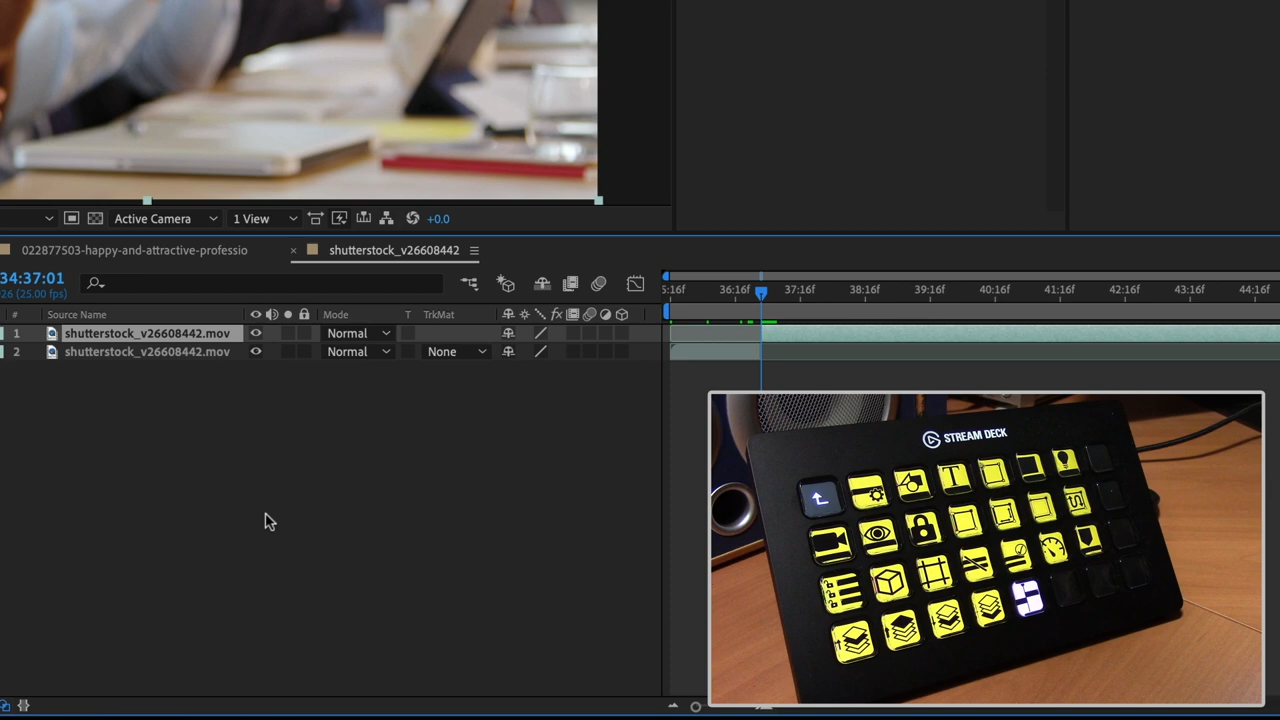 Active Camera
1 View
+0.0
022877503-happy-and-attractive-professio
× shutterstock_v26608442
34:37:01
26 (25.00 fps)
5:16f 36:16f 37:17f 38:16f 39:16f 40:16f 41:16f 42:16f 43:16f 44:16f
# Source Name Mode T TrkMat
fx
1 shutterstock_v26608442.mov Normal
2 shutterstock_v26608442.mov Normal None
STREAM DECK
T